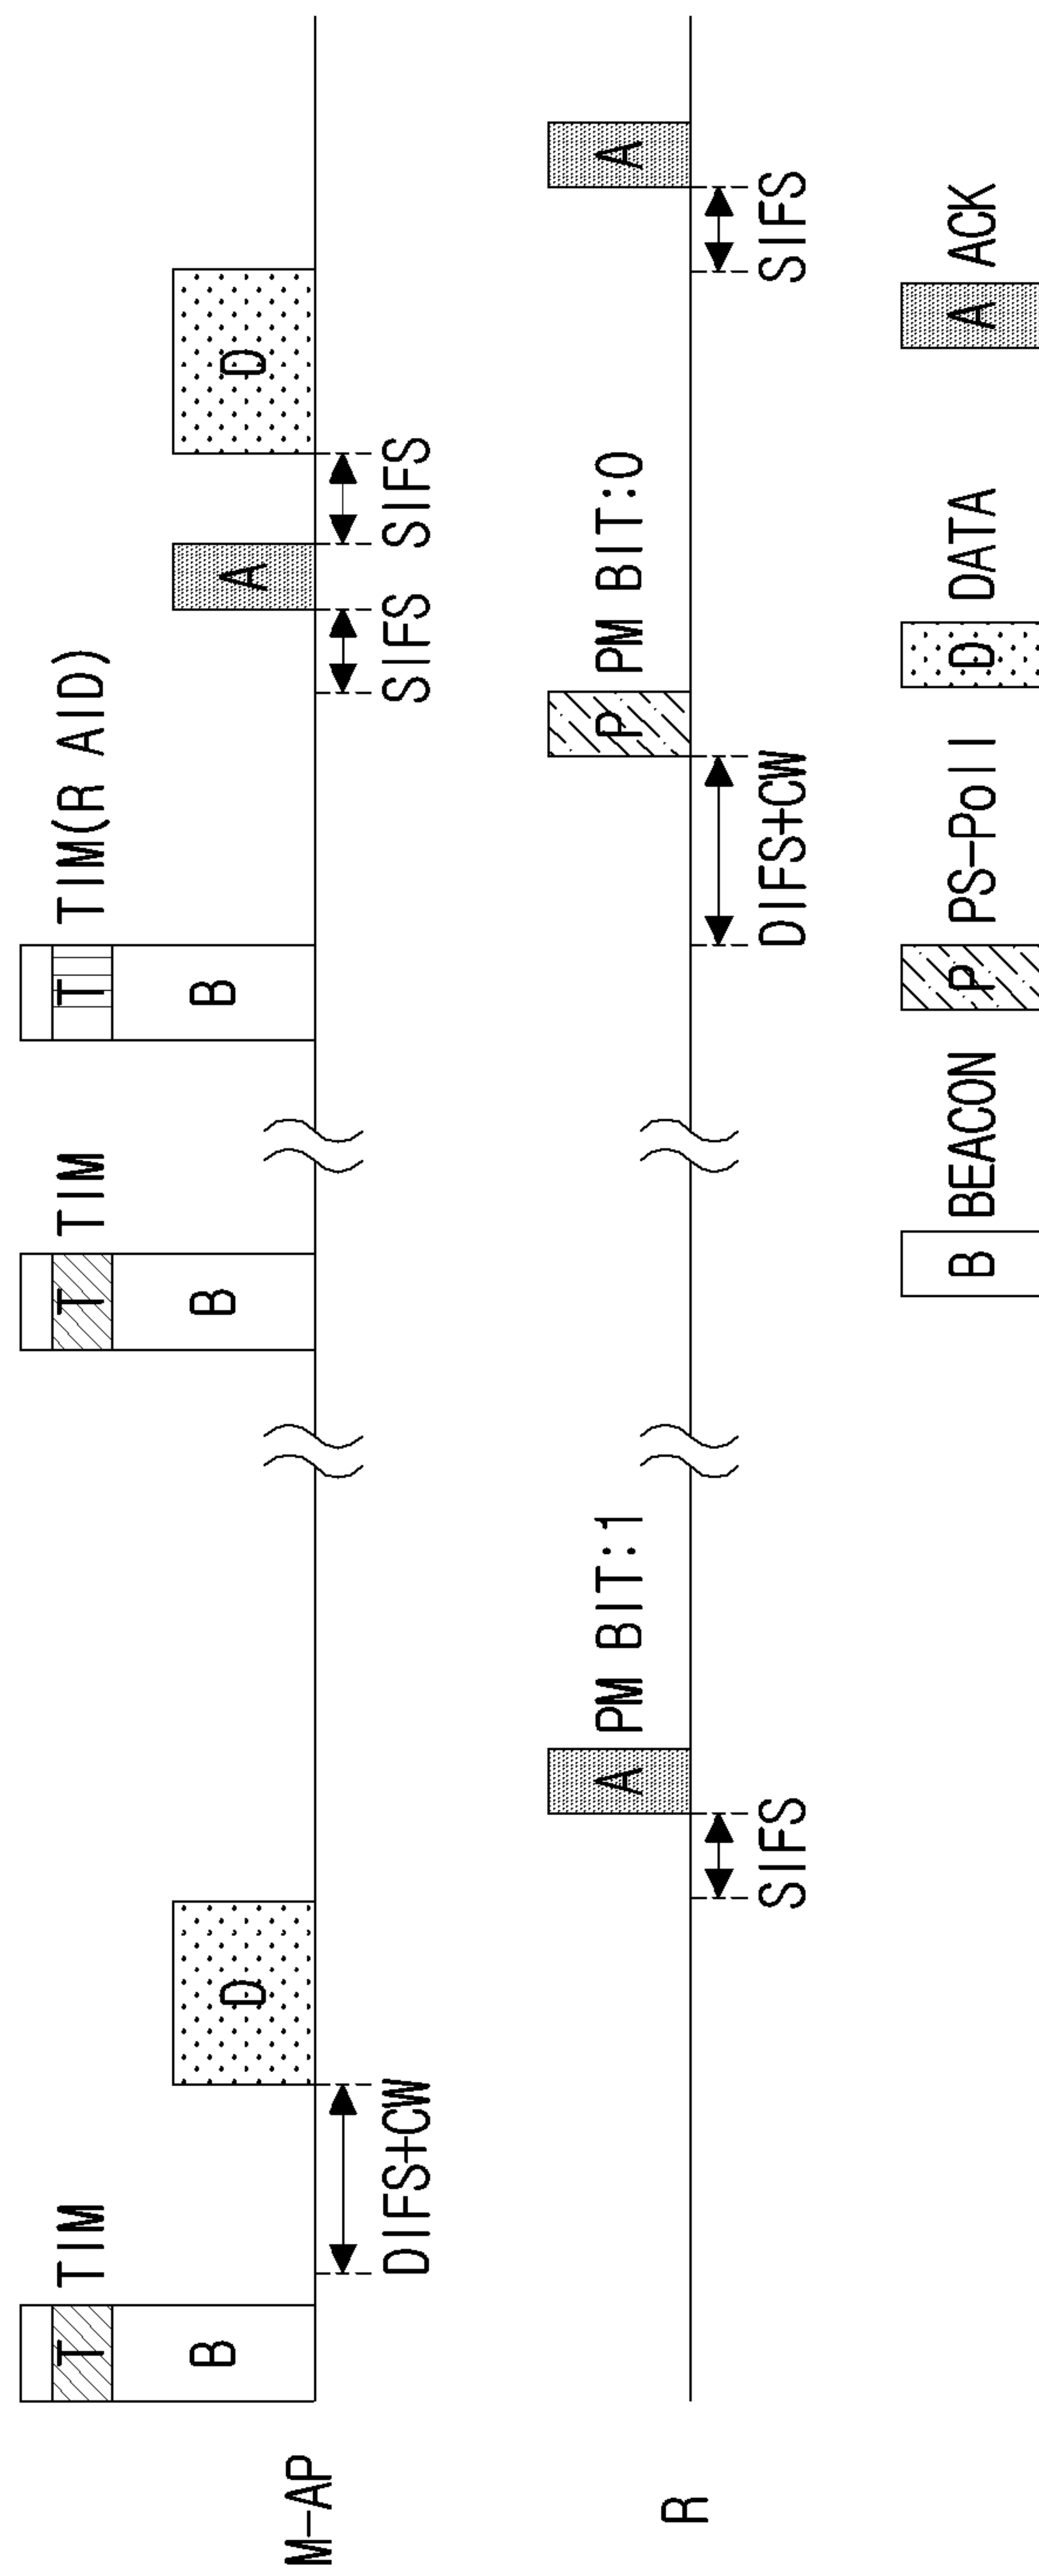 T TIM
T TIM
T TIM(R AID)
B
B
B
D
A
D
M-AP
DIFS+CW
SIFS
SIFS
A PM BIT:1
P PM BIT:0
A
R
SIFS
DIFS+CW
SIFS
B BEACON
P PS-Poll
D DATA
A ACK